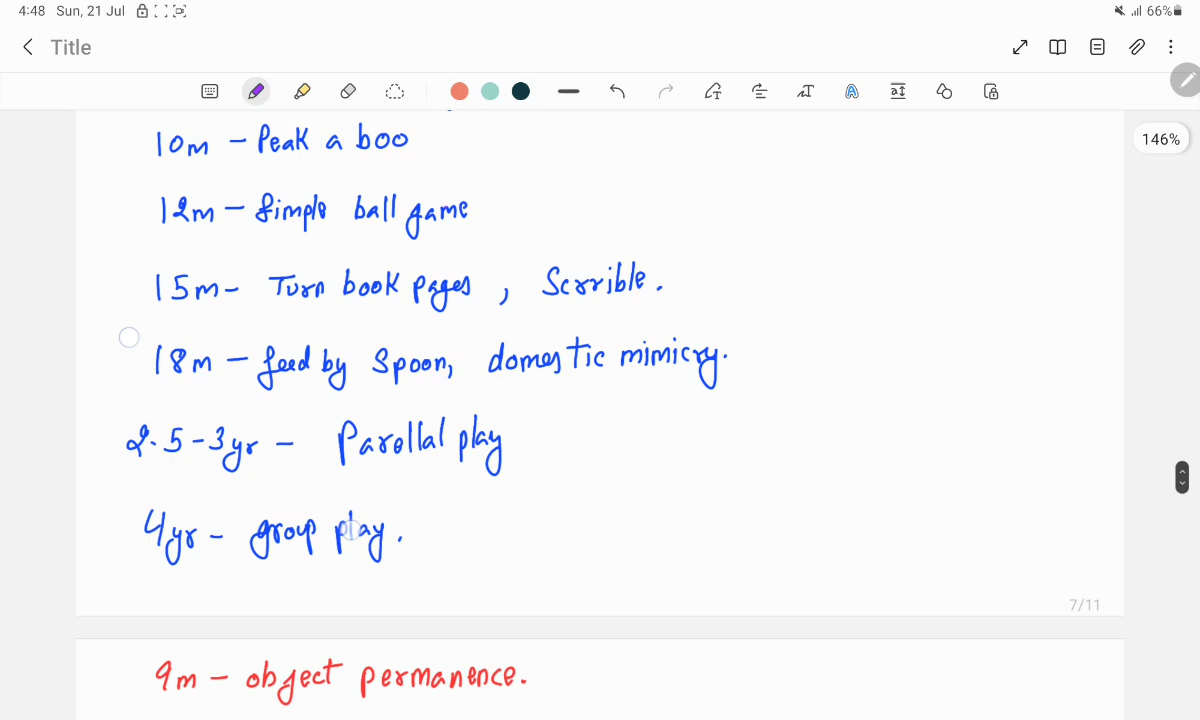 4:48 Sun, 21 Jul 66%
Title
146%
10m - Peak a boo
12m - Simple ball game
15m - Turn book pages, Scrrible.
18m - feed by Spoon, domestic mimicry.
2.5-3yr - Parollal play
4yr - group play.
7/11
9m - object permanence.